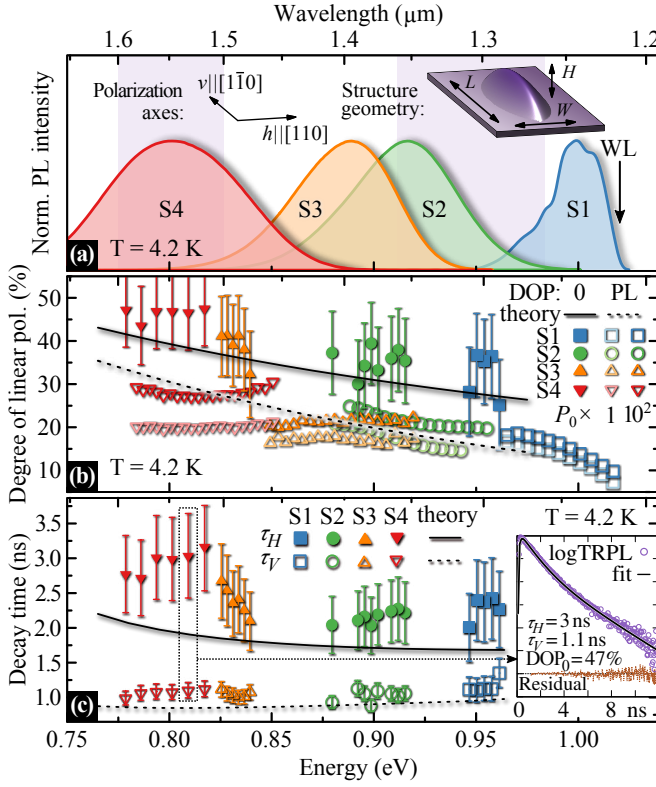 Wavelength (μm)
1.6 1.5 1.4 1.3 1.2
Norm. PL intensity
Polarization axes:
v||[11̄0]
h||[110]
Structure geometry:
L H W
WL
S4 S3 S2 S1
(a) T = 4.2 K
Degree of linear pol. (%)
50
40
30
20
10
DOP: 0 PL
theory
S1
S2
S3
S4
P0× 1 10²
(b) T = 4.2 K
Decay time (ns)
3.5
3.0
2.5
2.0
1.5
1.0
S1 S2 S3 S4 theory
τH
τV
T = 4.2 K
logTRPL
fit
τH = 3 ns
τV = 1.1 ns
DOP0 = 47%
Residual
0 4 8 ns
(c)
0.75 0.80 0.85 0.90 0.95 1.00
Energy (eV)